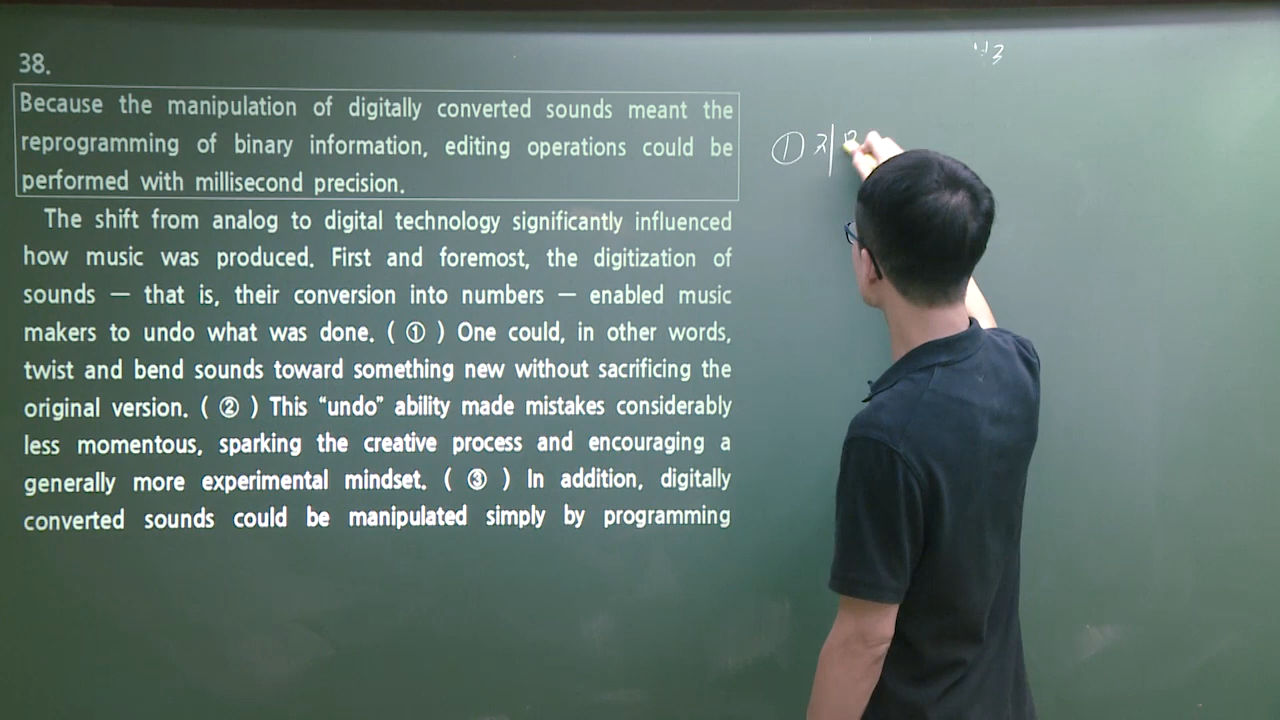 38.
Because the manipulation of digitally converted sounds meant the
reprogramming of binary information, editing operations could be
performed with millisecond precision.
The shift from analog to digital technology significantly influenced
how music was produced. First and foremost, the digitization of
sounds — that is, their conversion into numbers — enabled music
makers to undo what was done. ( ① ) One could, in other words,
twist and bend sounds toward something new without sacrificing the
original version. ( ② ) This “undo” ability made mistakes considerably
less momentous, sparking the creative process and encouraging a
generally more experimental mindset. ( ③ ) In addition, digitally
converted sounds could be manipulated simply by programming
①